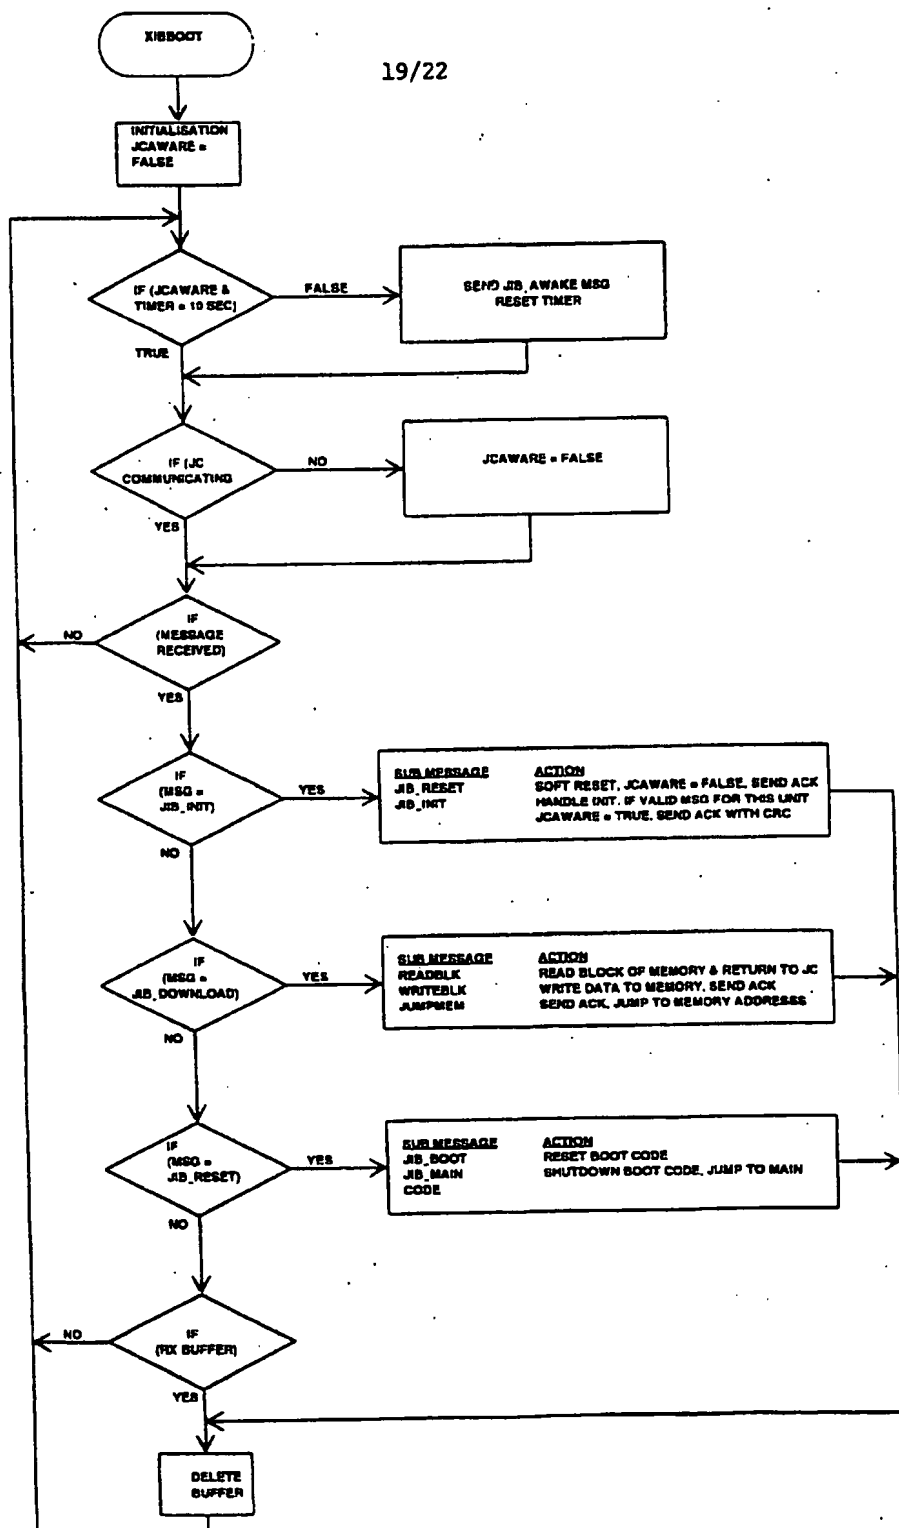 XIBBOOT
19/22
INITIALISATION
JCAWARE =
FALSE
IF (JCAWARE &
TIMER = 10 SEC)
FALSE
SEND JIB_AWAKE MSG
RESET TIMER
TRUE
IF (JC
COMMUNICATING
NO
JCAWARE = FALSE
YES
IF
(MESSAGE
RECEIVED)
NO
YES
IF
(MSG =
JIB_INIT)
YES
SUB MESSAGE ACTION
JIB_RESET SOFT RESET, JCAWARE = FALSE, SEND ACK
JIB_INIT HANDLE INIT. IF VALID MSG FOR THIS UNIT
JCAWARE = TRUE, SEND ACK WITH CRC
NO
IF
(MSG =
JIB_DOWNLOAD)
YES
SUB MESSAGE ACTION
READBLK READ BLOCK OF MEMORY & RETURN TO JC
WRITEBLK WRITE DATA TO MEMORY, SEND ACK
JUMPMEM SEND ACK, JUMP TO MEMORY ADDRESSS
NO
IF
(MSG =
JIB_RESET)
YES
SUB MESSAGE ACTION
JIB_BOOT RESET BOOT CODE
JIB_MAIN SHUTDOWN BOOT CODE, JUMP TO MAIN
CODE
NO
IF
(RX BUFFER)
NO
YES
DELETE
BUFFER